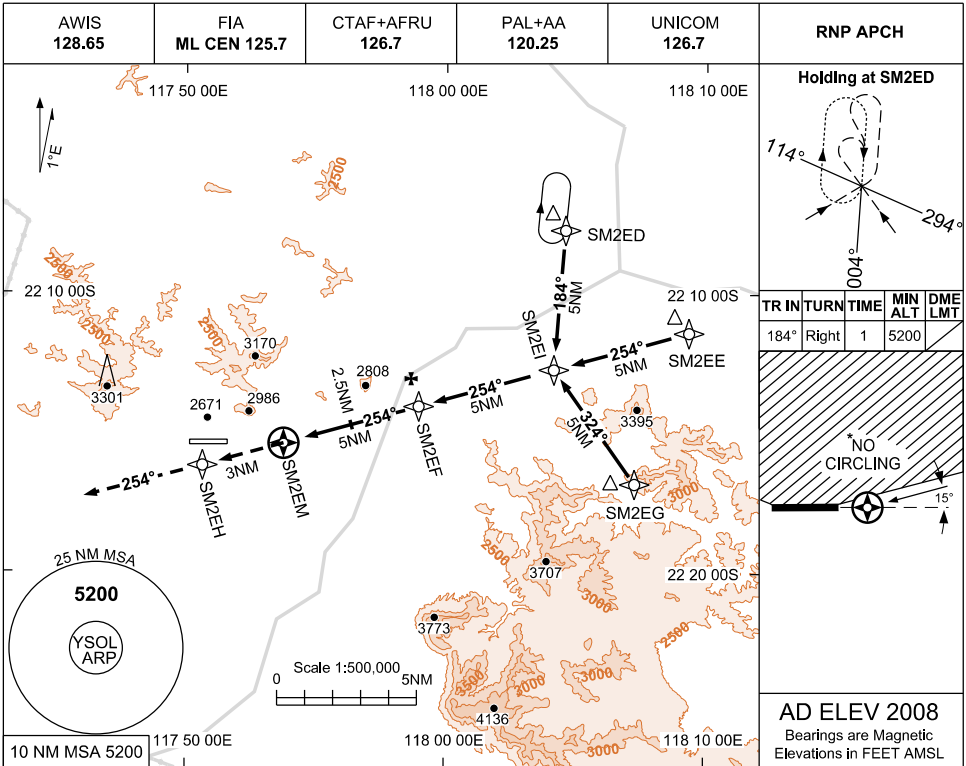 AWIS
128.65
FIA
ML CEN 125.7
CTAF+AFRU
126.7
PAL+AA
120.25
UNICOM
126.7
RNP APCH
117 50 00E
118 00 00E
118 10 00E
1°E
2500
2500
2500
2500
2500
22 10 00S
22 10 00S
SM2ED
184°
5NM
SM2EI
254°
5NM
SM2EE
3170
2808
3301
2671
2986
2.5NM
254°
5NM
254°
5NM
SM2EF
324°
5NM
3395
3000
SM2EG
254°
3NM
SM2EM
SM2EH
25 NM MSA
5200
YSOL
ARP
10 NM MSA 5200
2500
3707
3000
22 20 00S
2500
3773
3500
3000
3000
4136
3000
Scale 1:500,000
0
5NM
117 50 00E
118 00 00E
118 10 00E
Holding at SM2ED
114°
294°
004°
TR IN
TURN
TIME
MIN
ALT
DME
LMT
184°
Right
1
5200
*NO
CIRCLING
15°
AD ELEV 2008
Bearings are Magnetic
Elevations in FEET AMSL